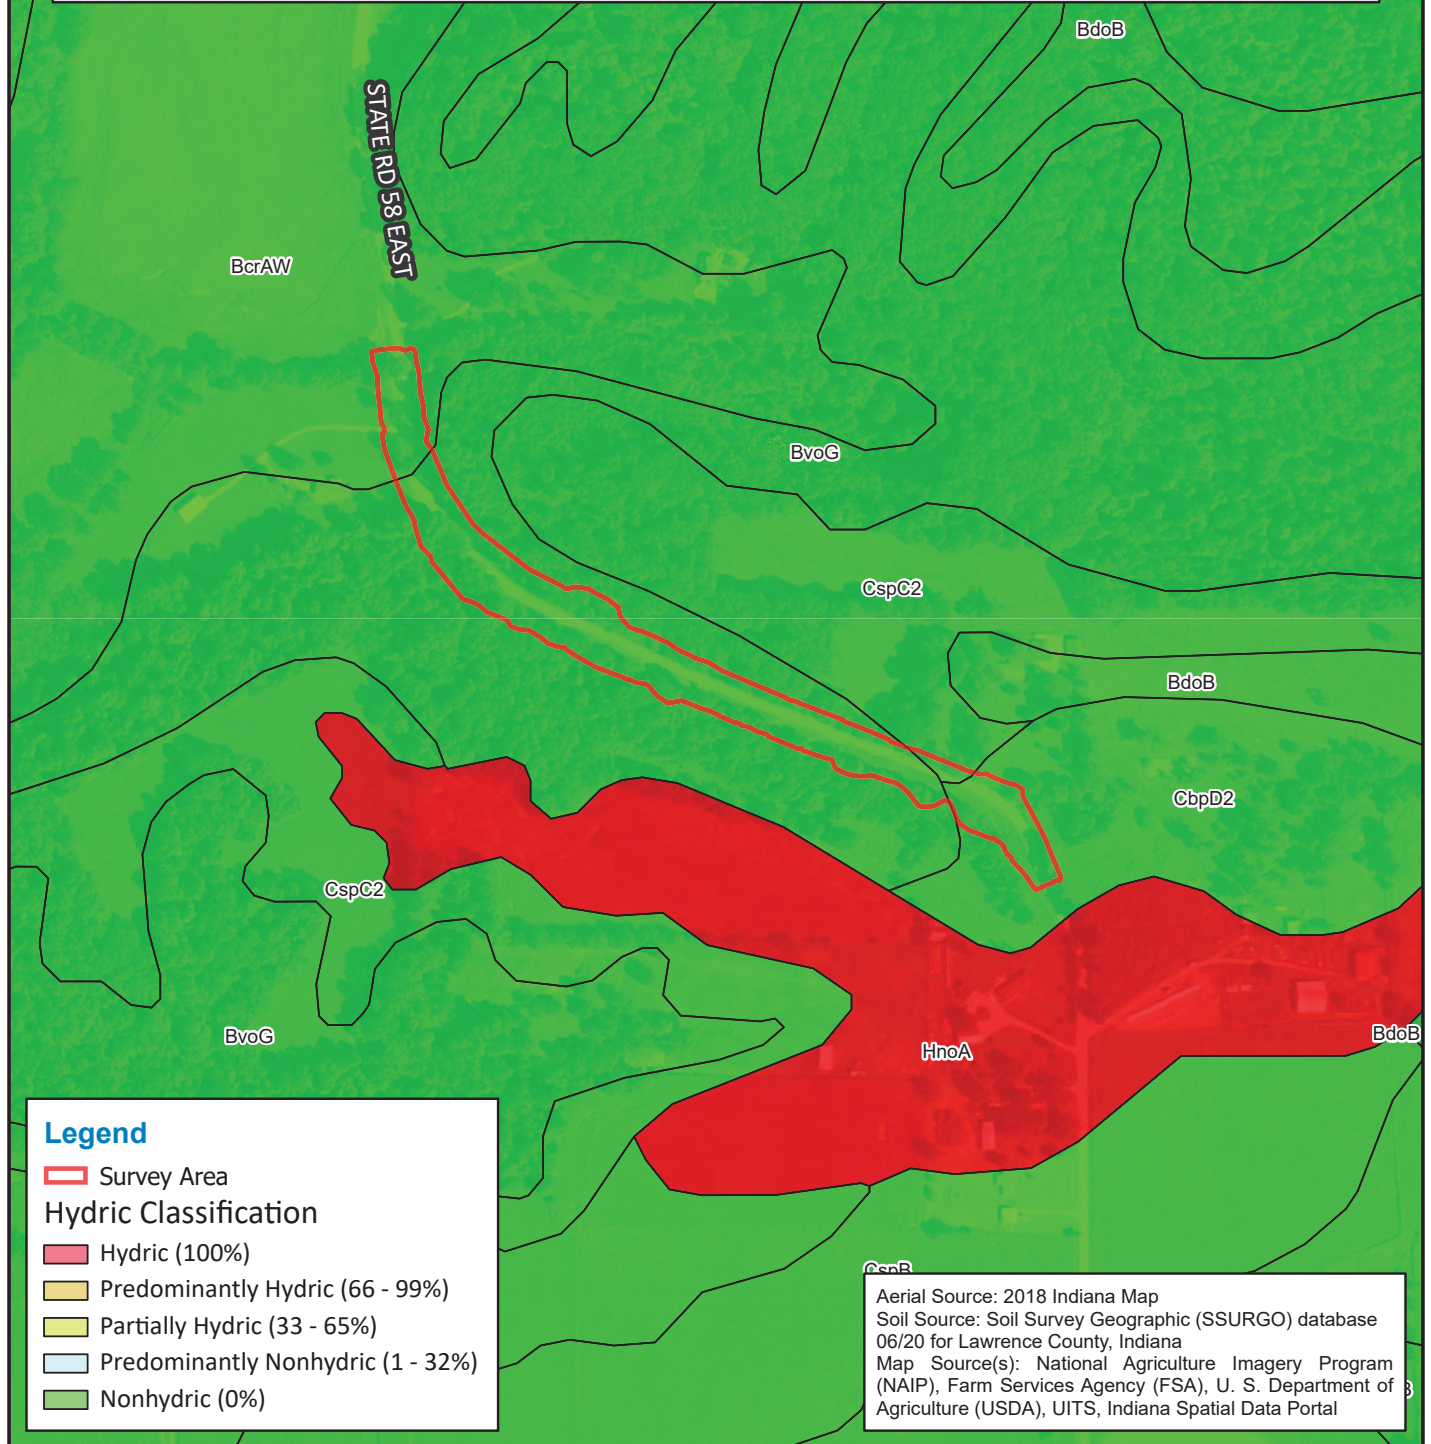 BdoB
STATE RD 58 EAST
BcrAW
BvoG
CspC2
BdoB
CbpD2
CspC2
BvoG
BdoB
HnoA
CspB
Legend
Survey Area
Hydric Classification
Hydric (100%)
Predominantly Hydric (66 - 99%)
Partially Hydric (33 - 65%)
Predominantly Nonhydric (1 - 32%)
Nonhydric (0%)
Aerial Source: 2018 Indiana Map
Soil Source: Soil Survey Geographic (SSURGO) database
06/20 for Lawrence County, Indiana
Map Source(s): National Agriculture Imagery Program
(NAIP), Farm Services Agency (FSA), U. S. Department of
Agriculture (USDA), UITS, Indiana Spatial Data Portal